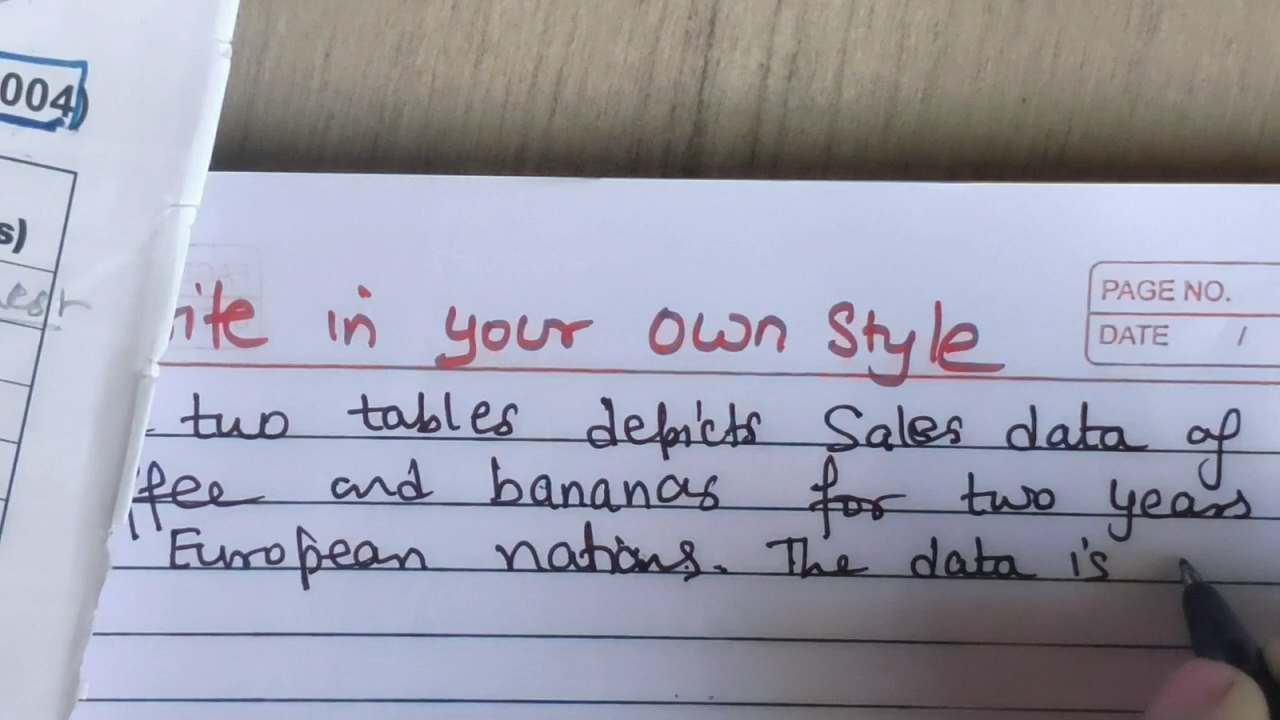 004)
s)
est
ite in your own Style
PAGE NO.
DATE /
two tables depicts Sales data of
ffee and bananas for two years
European nations. The data is